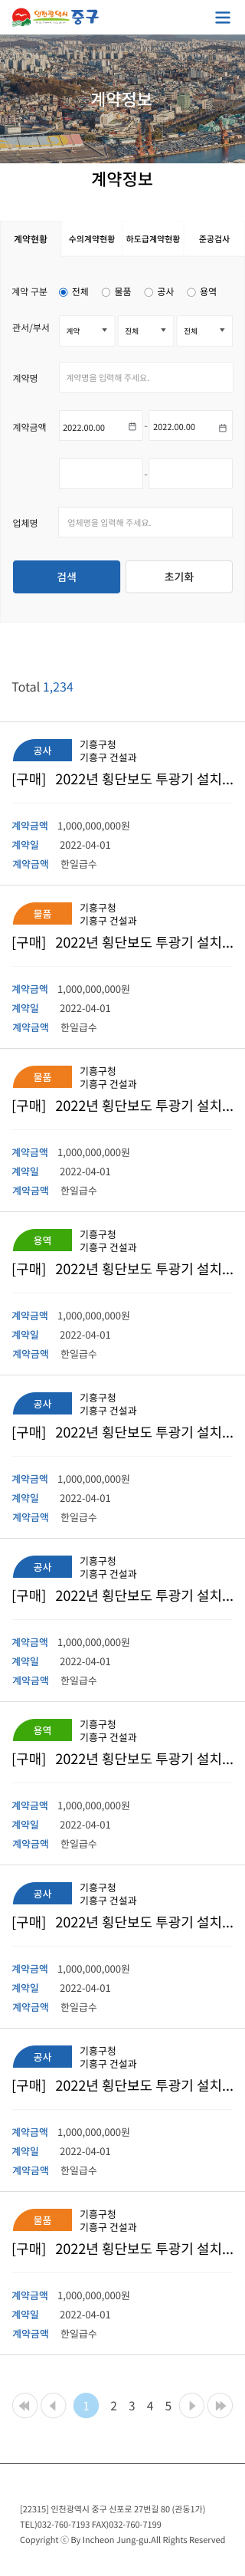 인천광역시 중구
계약정보
계약정보
계약현황 수의계약현황 하도급계약현황 준공검사
계약 구분 전체 물품 공사 용역
관서/부서 계약 전체 전체
계약명 계약명을 입력해 주세요.
계약금액 2022.00.00 - 2022.00.00
-
업체명 업체명을 입력해 주세요.
검색 초기화
Total 1,234
공사 기흥구청
기흥구 건설과
[구매] 2022년 횡단보도 투광기 설치...
계약금액 1,000,000,000원
계약일 2022-04-01
계약금액 한일급수
물품 기흥구청
기흥구 건설과
[구매] 2022년 횡단보도 투광기 설치...
계약금액 1,000,000,000원
계약일 2022-04-01
계약금액 한일급수
물품 기흥구청
기흥구 건설과
[구매] 2022년 횡단보도 투광기 설치...
계약금액 1,000,000,000원
계약일 2022-04-01
계약금액 한일급수
용역 기흥구청
기흥구 건설과
[구매] 2022년 횡단보도 투광기 설치...
계약금액 1,000,000,000원
계약일 2022-04-01
계약금액 한일급수
공사 기흥구청
기흥구 건설과
[구매] 2022년 횡단보도 투광기 설치...
계약금액 1,000,000,000원
계약일 2022-04-01
계약금액 한일급수
공사 기흥구청
기흥구 건설과
[구매] 2022년 횡단보도 투광기 설치...
계약금액 1,000,000,000원
계약일 2022-04-01
계약금액 한일급수
용역 기흥구청
기흥구 건설과
[구매] 2022년 횡단보도 투광기 설치...
계약금액 1,000,000,000원
계약일 2022-04-01
계약금액 한일급수
공사 기흥구청
기흥구 건설과
[구매] 2022년 횡단보도 투광기 설치...
계약금액 1,000,000,000원
계약일 2022-04-01
계약금액 한일급수
공사 기흥구청
기흥구 건설과
[구매] 2022년 횡단보도 투광기 설치...
계약금액 1,000,000,000원
계약일 2022-04-01
계약금액 한일급수
물품 기흥구청
기흥구 건설과
[구매] 2022년 횡단보도 투광기 설치...
계약금액 1,000,000,000원
계약일 2022-04-01
계약금액 한일급수
1 2 3 4 5
[22315] 인천광역시 중구 신포로 27번길 80 (관동1가)
TEL)032-760-7193 FAX)032-760-7199
Copyright ⓒ By Incheon Jung-gu.All Rights Reserved